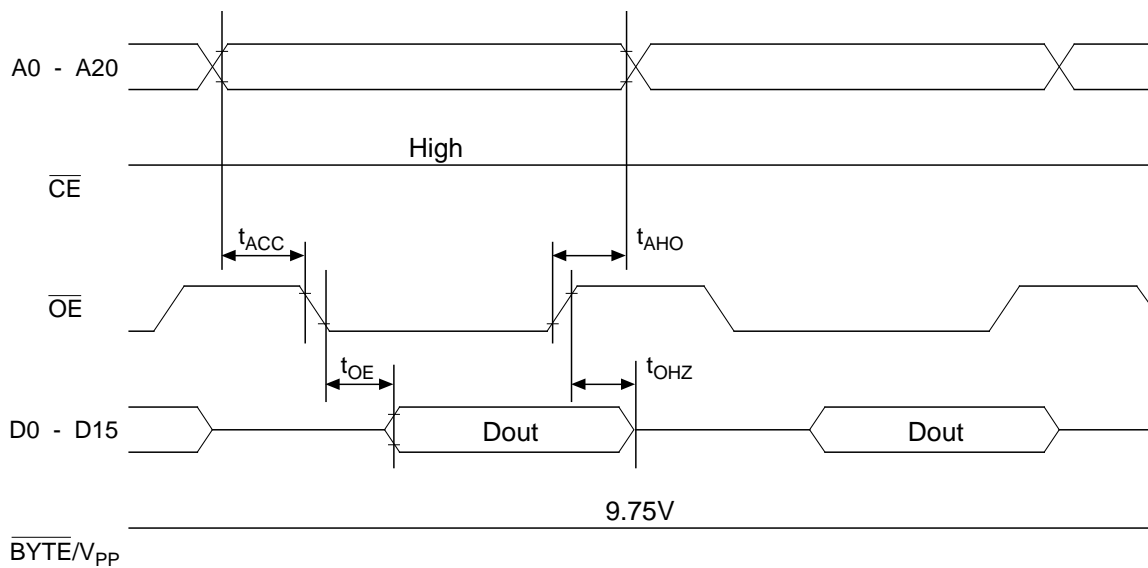 A0 - A20
High
CE
tACC
tAHO
OE
tOE
tOHZ
D0 - D15
Dout
Dout
9.75V
BYTE/VPP